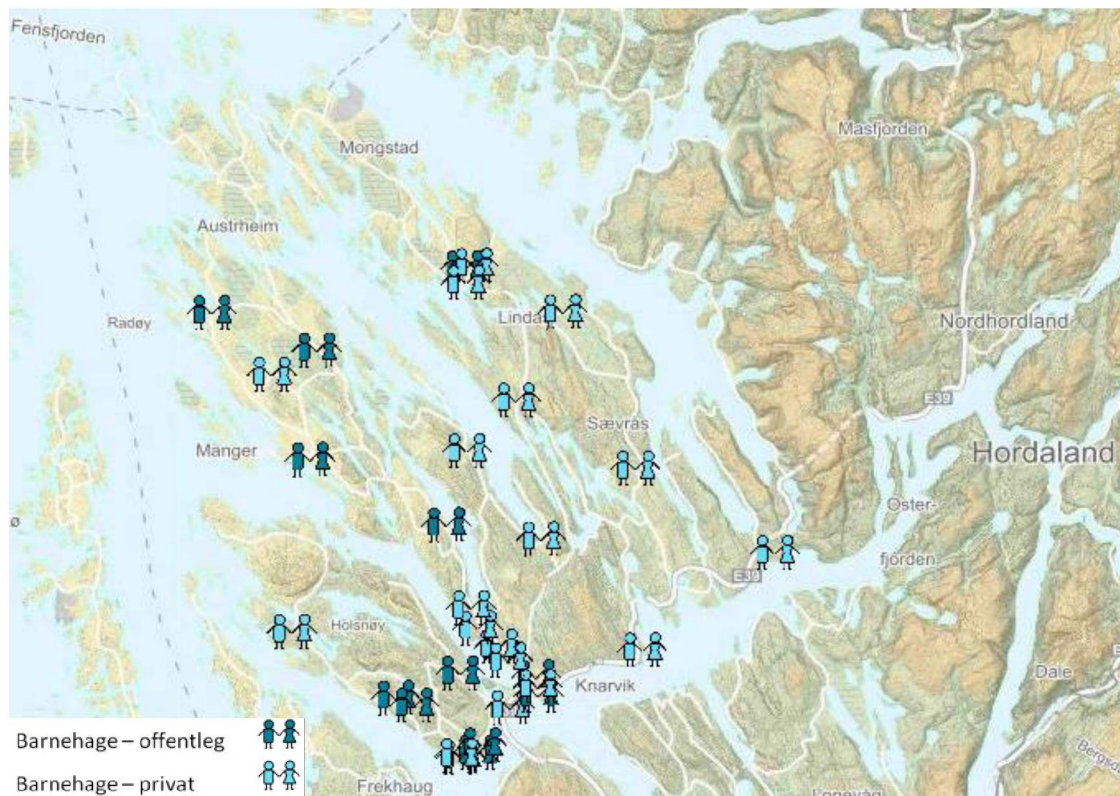 Fensfjorden
Masfjorden
Mongstad
Austrheim
Radøy
Lindås
Nordhordland
E39
Sævrås
Manger
Hordaland
Oster-
fjorden
E39
Holsnøy
Knarvik
Dale
Barnehage – offentleg
Barnehage – privat
Frekhaug